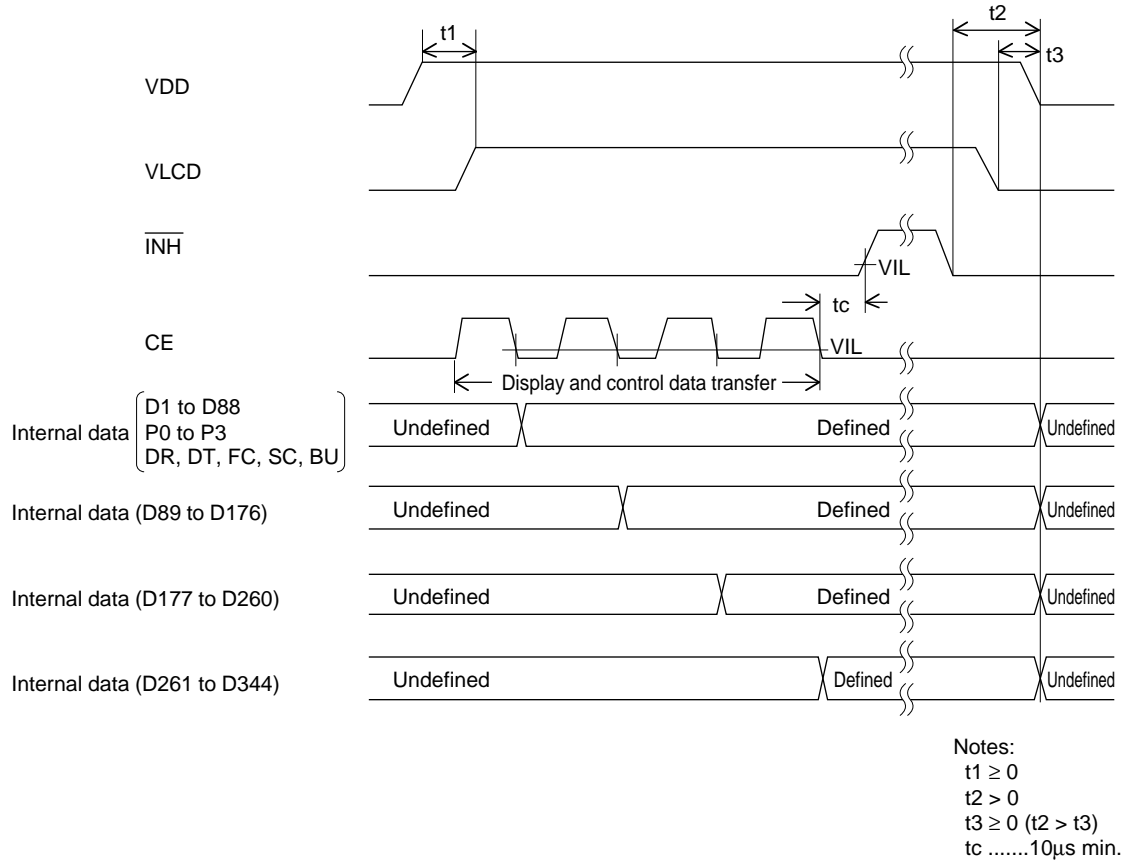 t1
t2
t3
VDD
VLCD
INH
VIL
tc
CE
VIL
Display and control data transfer
Internal data
D1 to D88
P0 to P3
DR, DT, FC, SC, BU
Undefined
Defined
Undefined
Internal data (D89 to D176)
Undefined
Defined
Undefined
Internal data (D177 to D260)
Undefined
Defined
Undefined
Internal data (D261 to D344)
Undefined
Defined
Undefined
Notes:
t1 ≥ 0
t2 > 0
t3 ≥ 0 (t2 > t3)
tc .......10μs min.